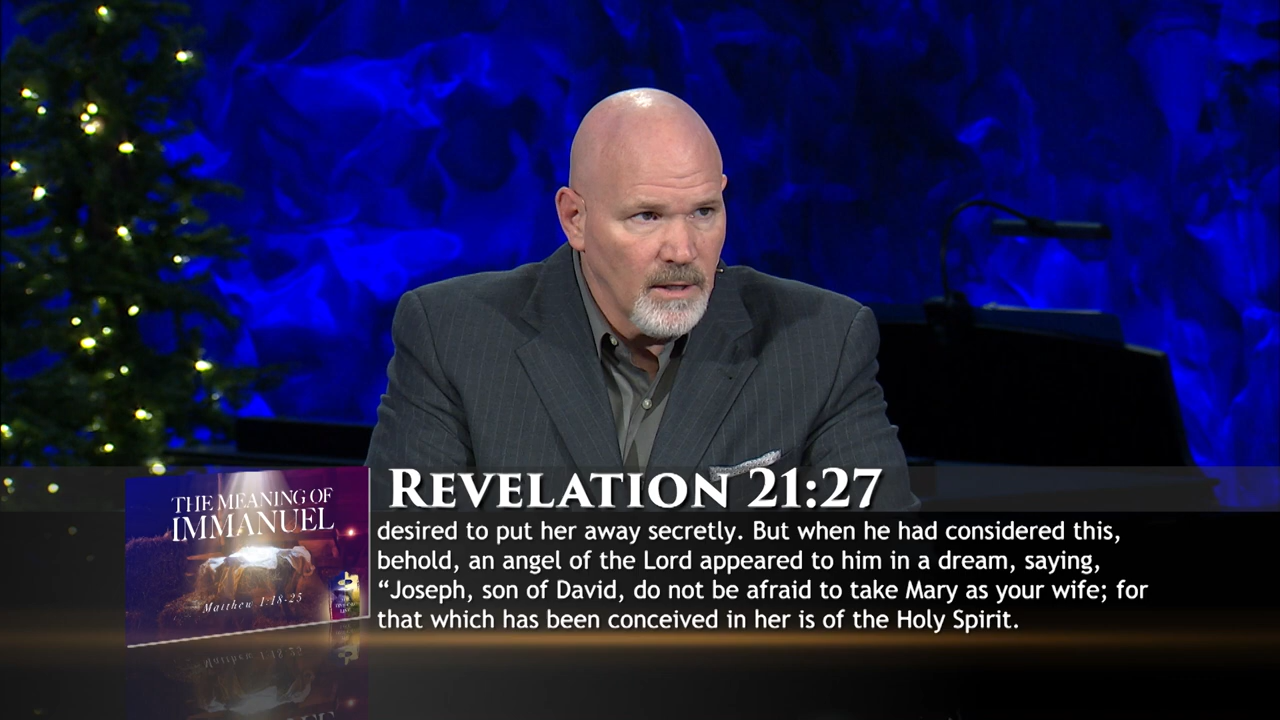 THE MEANING OF
IMMANUEL
Matthew 1:18-25
REVELATION 21:27
desired to put her away secretly. But when he had considered this,
behold, an angel of the Lord appeared to him in a dream, saying,
“Joseph, son of David, do not be afraid to take Mary as your wife; for
that which has been conceived in her is of the Holy Spirit.